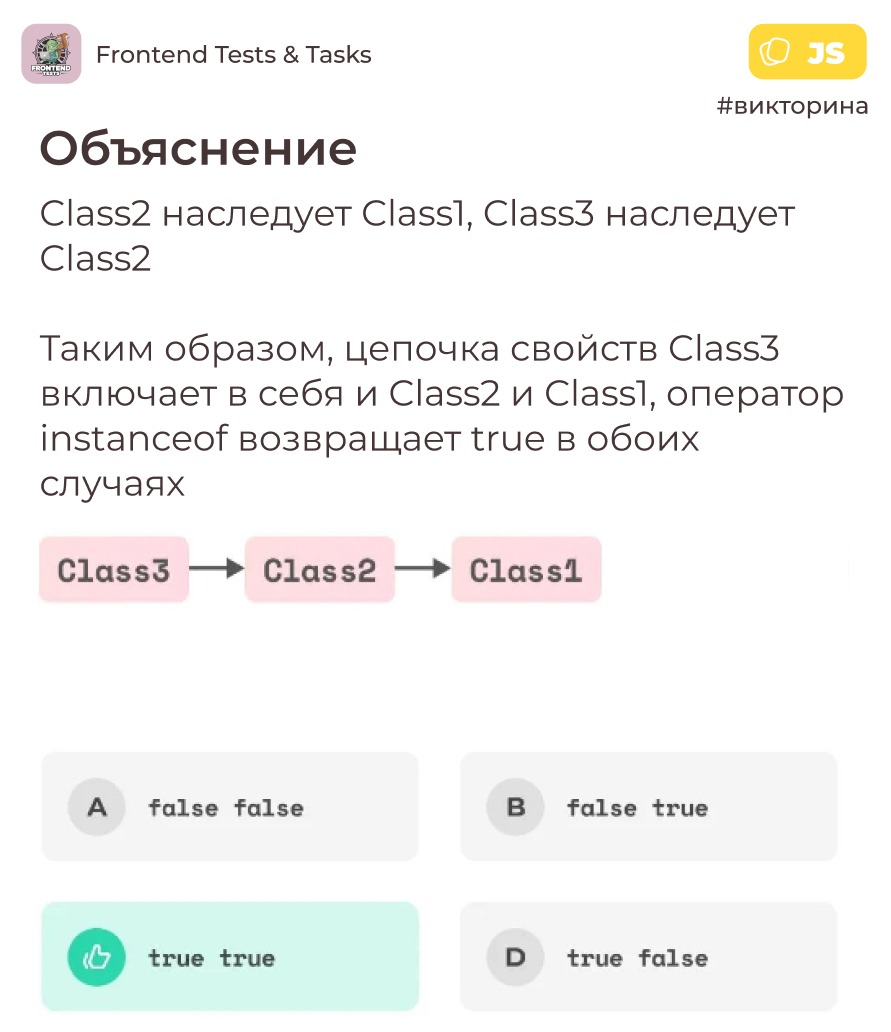 FRONTEND
TESTS
Frontend Tests & Tasks
JS
#викторина
Объяснение
Class2 наследует Class1, Class3 наследует
Class2
Таким образом, цепочка свойств Class3
включает в себя и Class2 и Class1, оператор
instanceof возвращает true в обоих
случаях
Class3
Class2
Class1
A
false false
B
false true
true true
D
true false